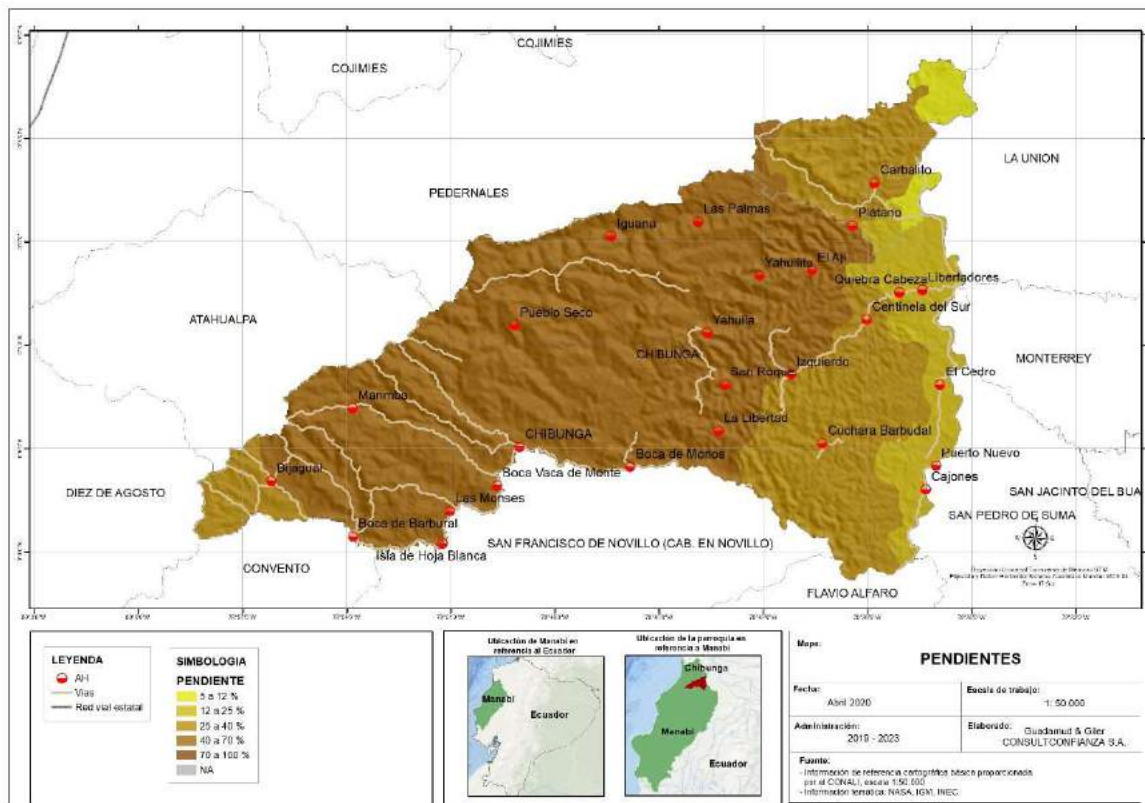 COJIMIES
COJIMIES
LA UNION
Carbalito
PEDERNALES
Las Palmas
Platano
Iguana
Yahuilita
El Aji
Quiebra Cabeza
Libertadores
Centinela del Sur
Pueblo Seco
ATAHUALPA
Yahuila
CHIBUNGA
MONTERREY
Izquierdo
San Roque
El Cedro
Marimba
La Libertad
CHIBUNGA
Cuchara Barbudal
Boca de Monos
Puerto Nuevo
Bijagual
Boca Vaca de Monte
Cajones
DIEZ DE AGOSTO
Las Monses
SAN JACINTO DEL BUA
SAN PEDRO DE SUMA
Boca de Barbural
Isla de Hoja Blanca
SAN FRANCISCO DE NOVILLO (CAB. EN NOVILLO)
CONVENTO
FLAVIO ALFARO
LEYENDA
AH
Vías
Red vial estatal
SIMBOLOGIA
PENDIENTE
5 a 12 %
12 a 25 %
25 a 40 %
40 a 70 %
70 a 100 %
NA
Ubicación de Manabí en
referencia al Ecuador
Manabí
Ecuador
Ubicación de la parroquia en
referencia a Manabí
Chibunga
Manabí
Ecuador
Mapa:
PENDIENTES
Fecha:
Abril 2020
Escala de trabajo:
1: 50.000
Administración:
2019 - 2023
Elaborado:
Guadamud & Giler
CONSULTCONFIANZA S.A.
Fuente:
- Información de referencia cartográfica básica proporcionada
por el CONALI, escala 1:50.000
- Información temática: NASA, IGM, INEC.